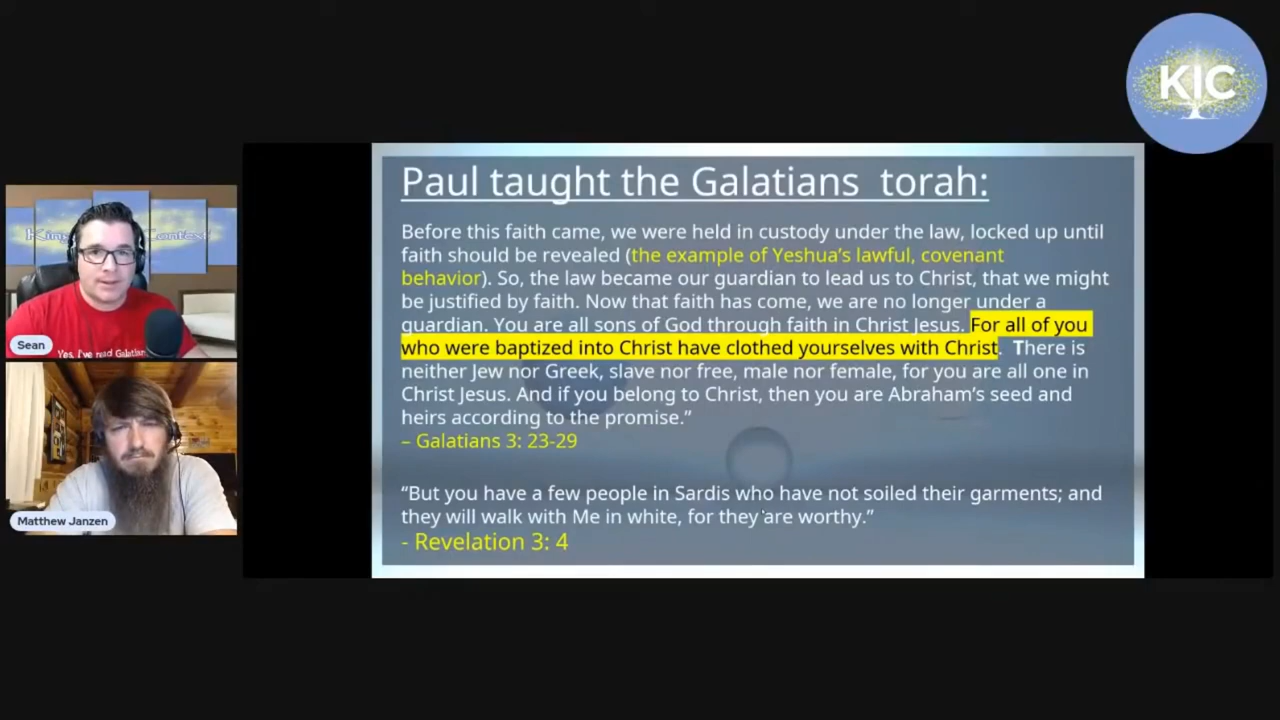 KIC
Kin Context
Yes, I've read Galatian
Sean
Matthew Janzen
Paul taught the Galatians  torah:
Before this faith came, we were held in custody under the law, locked up until
faith should be revealed (the example of Yeshua's lawful, covenant
behavior). So, the law became our guardian to lead us to Christ, that we might
be justified by faith. Now that faith has come, we are no longer under a
guardian. You are all sons of God through faith in Christ Jesus. For all of you
who were baptized into Christ have clothed yourselves with Christ.  There is
neither Jew nor Greek, slave nor free, male nor female, for you are all one in
Christ Jesus. And if you belong to Christ, then you are Abraham's seed and
heirs according to the promise.”
– Galatians 3: 23-29
“But you have a few people in Sardis who have not soiled their garments; and
they will walk with Me in white, for they are worthy.”
- Revelation 3: 4